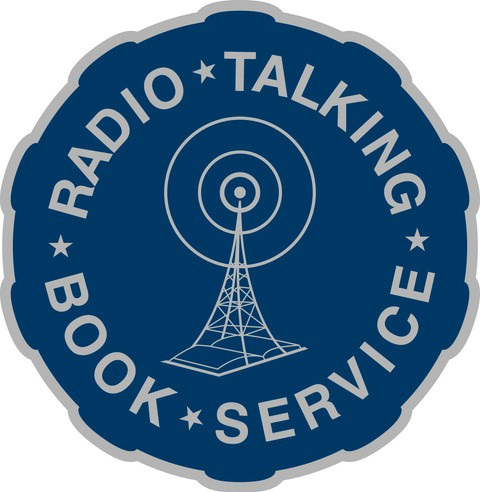 RADIO ★ TALKING
★ BOOK ★ SERVICE ★